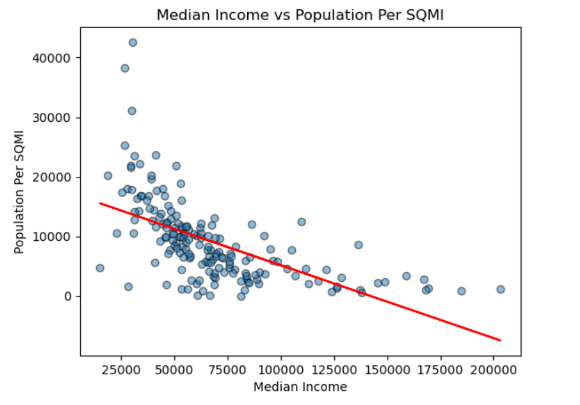 Median Income vs Population Per SQMI
40000
30000
20000
10000
0
Population Per SQMI
25000 50000 75000 100000 125000 150000 175000 200000
Median Income